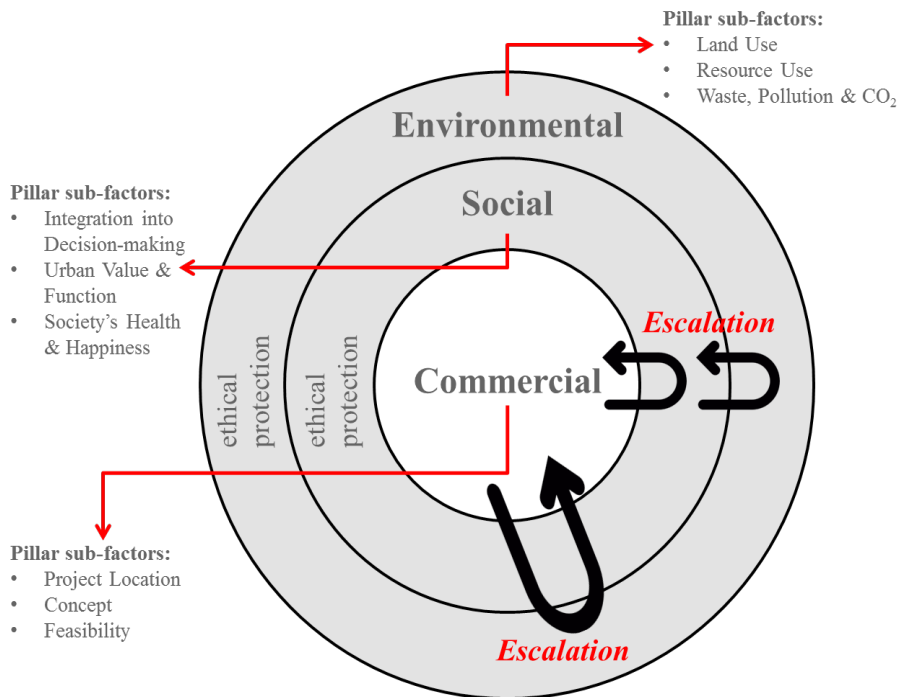 Pillar sub-factors:
• Land Use
• Resource Use
• Waste, Pollution & CO₂
Environmental
Social
Pillar sub-factors:
• Integration into
Decision-making
• Urban Value &
Function
• Society's Health
& Happiness
Escalation
Commercial
ethical
protection
ethical
protection
Pillar sub-factors:
• Project Location
• Concept
• Feasibility
Escalation